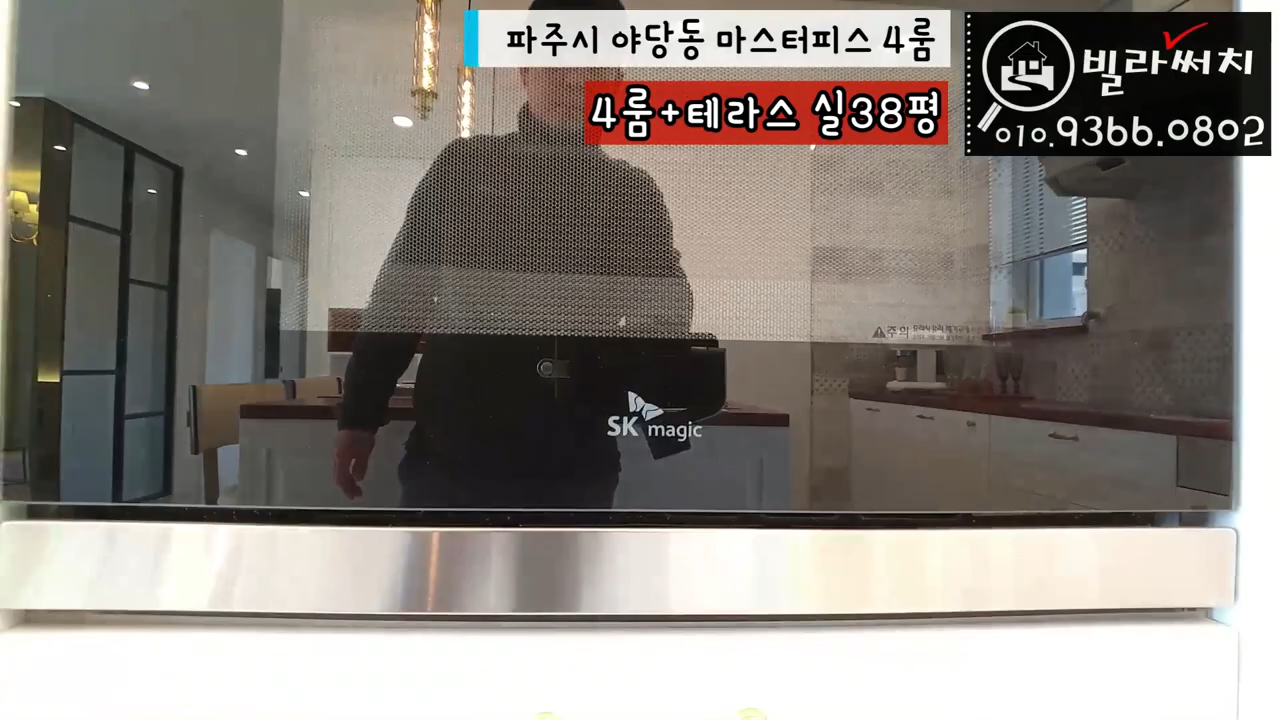 파주시 야당동 마스터피스 4룸
4룸+테라스 실38평
빌라써치
010.9366.0802
주의
SK magic